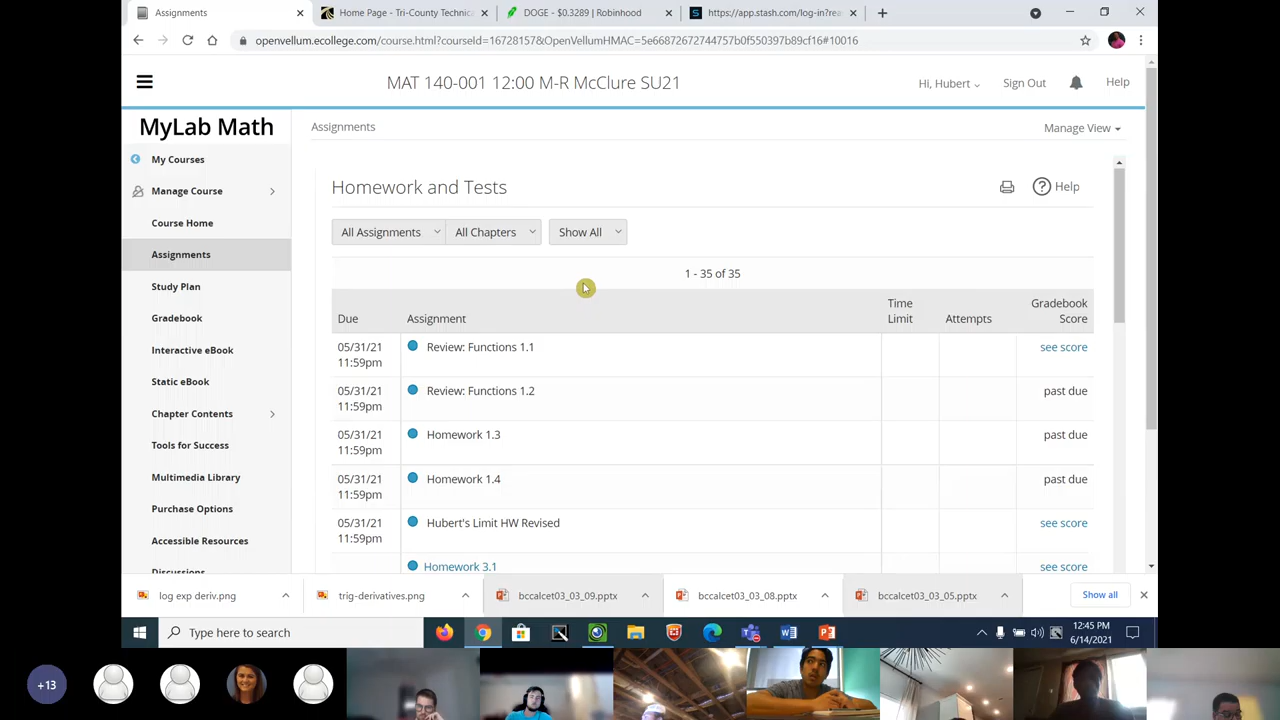 Assignments
Home Page - Tri-County Technica
DOGE - $0.3289 | Robinhood
https://app.stash.com/log-in?rea
openvellum.ecollege.com/course.html?courseId=16728157&OpenVellumHMAC=5e66872672744757b0f550397b89cf16#10016
MAT 140-001 12:00 M-R McClure SU21
Hi, Hubert
Sign Out
Help
MyLab Math
Assignments
Manage View
My Courses
Manage Course
Course Home
Assignments
Study Plan
Gradebook
Interactive eBook
Static eBook
Chapter Contents
Tools for Success
Multimedia Library
Purchase Options
Accessible Resources
Discussions
Homework and Tests
Help
All Assignments
All Chapters
Show All
1 - 35 of 35
Due Assignment Time Limit Attempts Gradebook Score
05/31/21 Review: Functions 1.1 see score
11:59pm
05/31/21 Review: Functions 1.2 past due
11:59pm
05/31/21 Homework 1.3 past due
11:59pm
05/31/21 Homework 1.4 past due
11:59pm
05/31/21 Hubert's Limit HW Revised see score
11:59pm
Homework 3.1 see score
log exp deriv.png
trig-derivatives.png
bccalcet03_03_09.pptx
bccalcet03_03_08.pptx
bccalcet03_03_05.pptx
Show all
Type here to search
12:45 PM
6/14/2021
+13